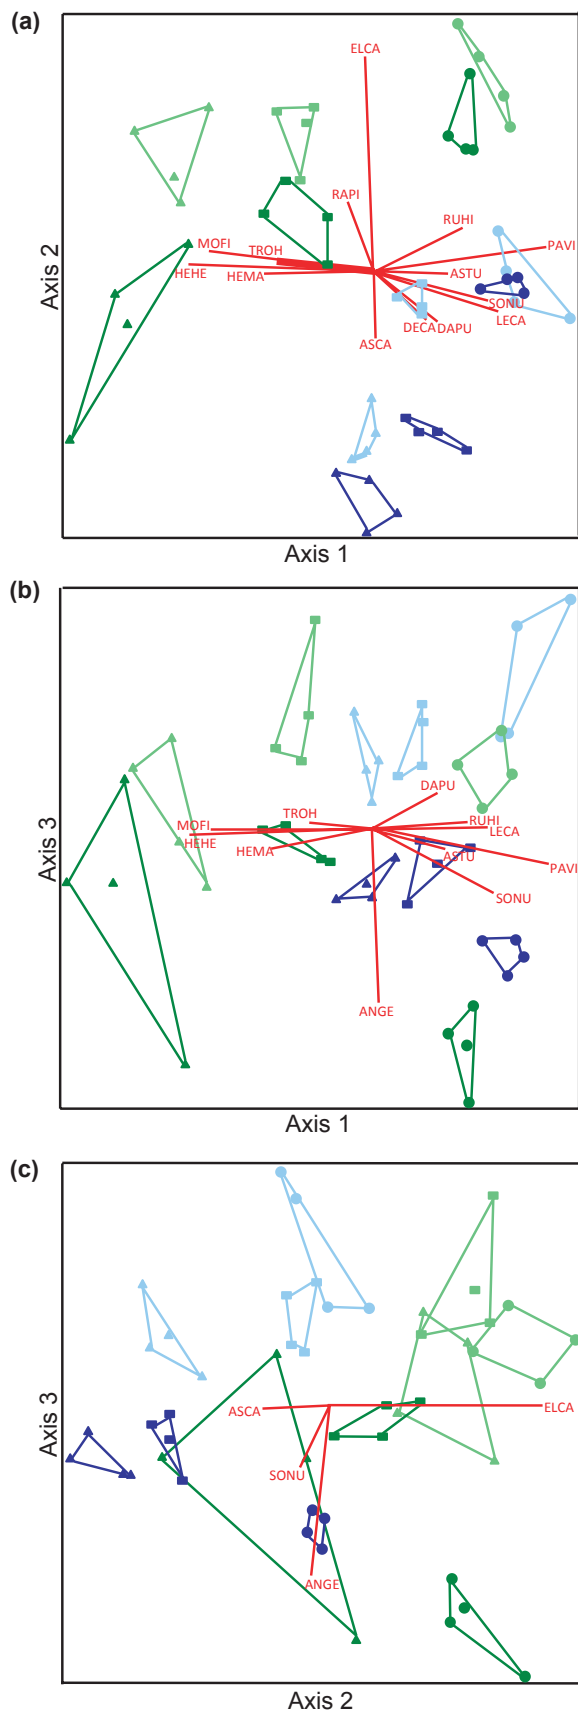 (a)
ELCA
RAPI
RUHI
MOFI
TROH
PAVI
HEHE
HEMA
ASTU
SONU
LECA
DECA
DAPU
ASCA
Axis 2
Axis 1
(b)
DAPU
TROH
MOFI
RUHI
LECA
HEHE
HEMA
ASTU
PAVI
SONU
ANGE
Axis 3
Axis 1
(c)
ASCA
ELCA
SONU
ANGE
Axis 3
Axis 2